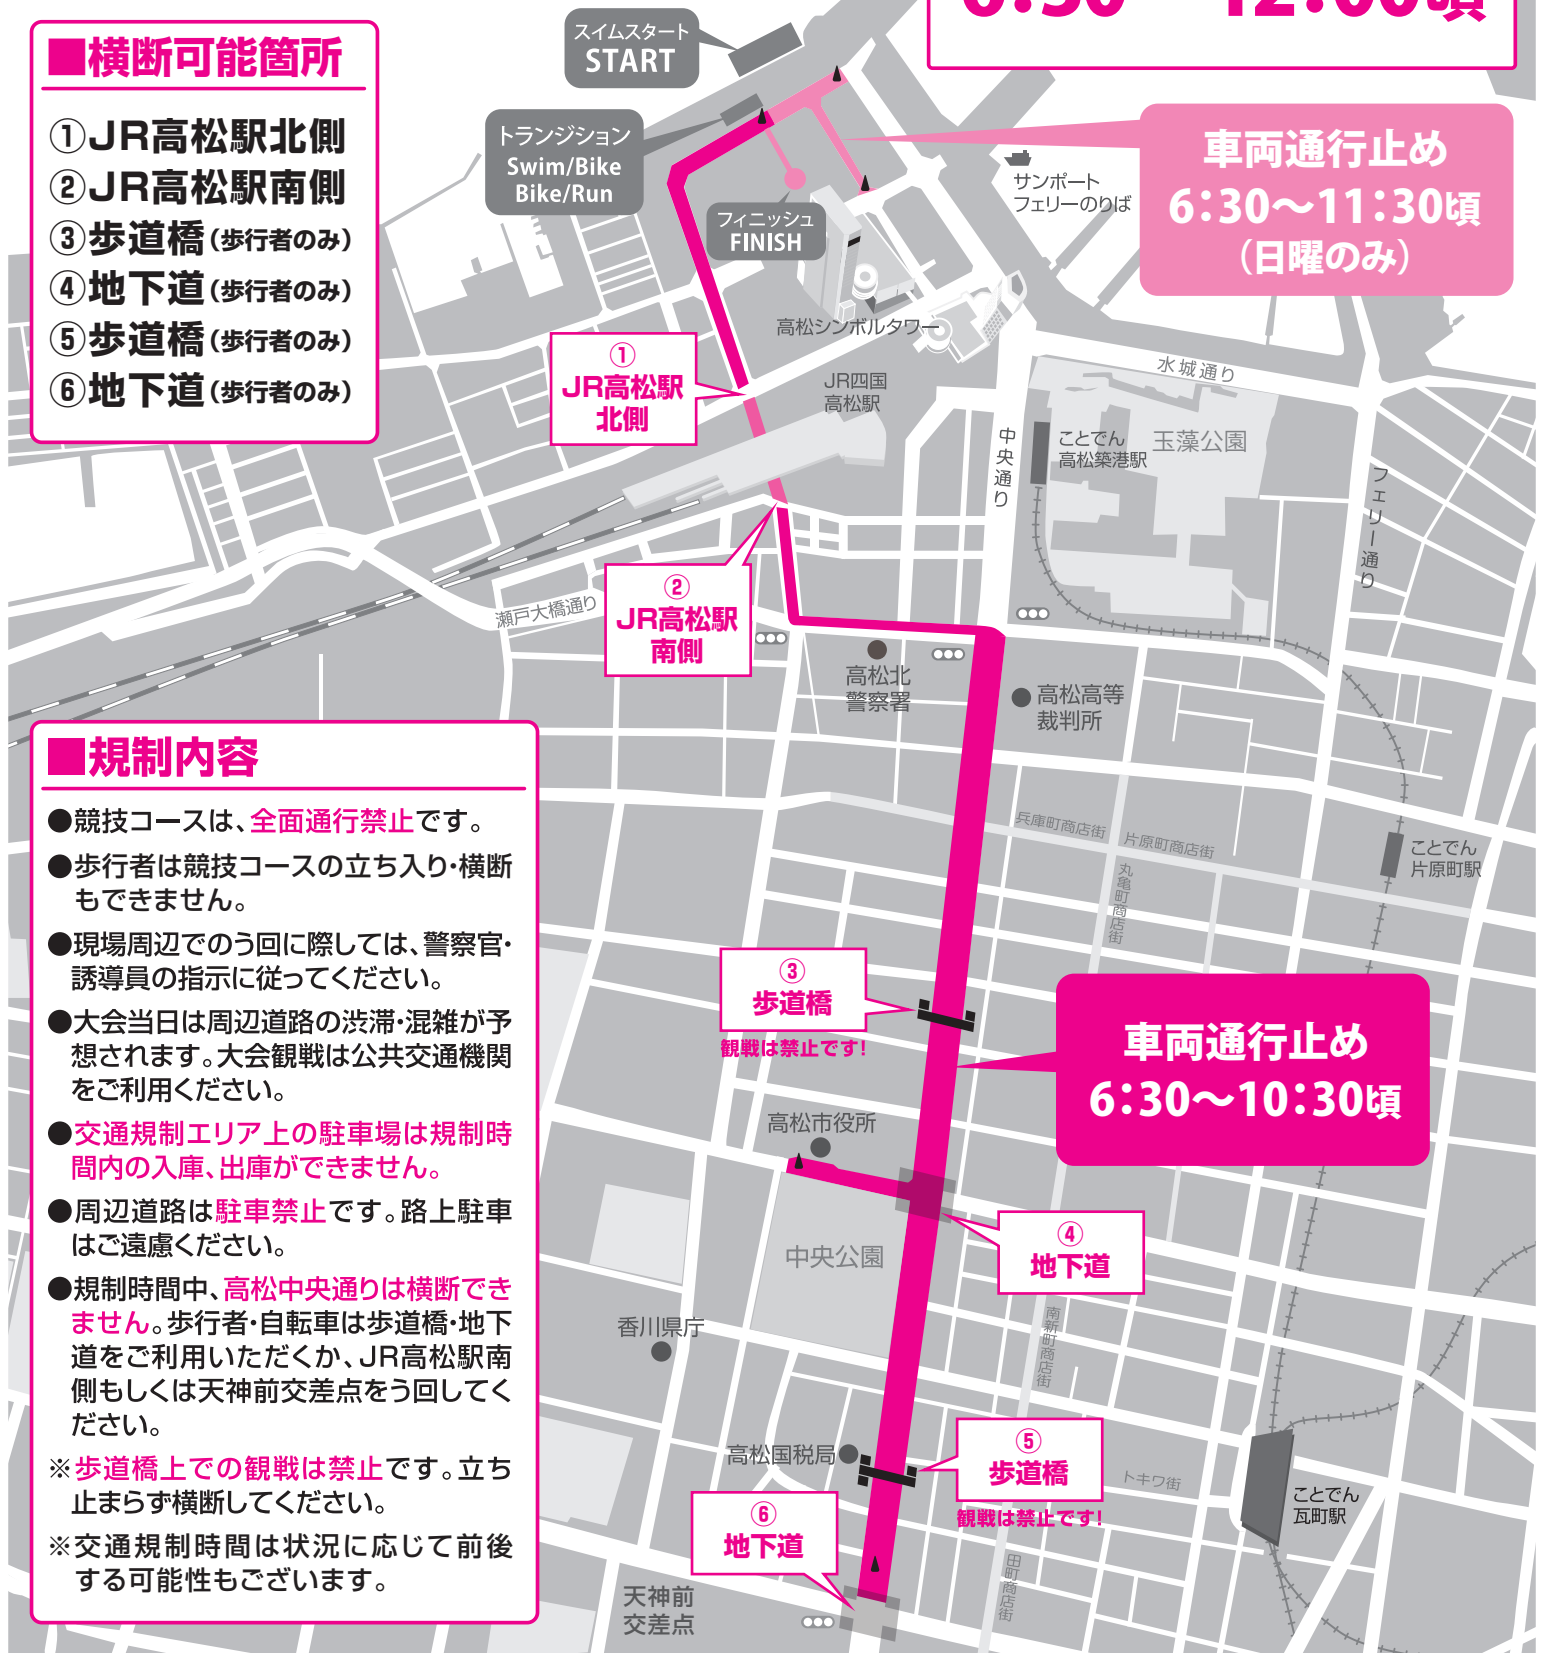 6:30 12:00頃
■横断可能箇所
①JR高松駅北側
②JR高松駅南側
③歩道橋(歩行者のみ)
④地下道(歩行者のみ)
⑤歩道橋(歩行者のみ)
⑥地下道(歩行者のみ)
スイムスタート
START
トランジション
Swim/Bike
Bike/Run
フィニッシュ
FINISH
サンポート
フェリーのりば
車両通行止め
6:30〜11:30頃
(日曜のみ)
高松シンボルタワー
①
JR高松駅
北側
JR四国
高松駅
水城通り
中央通り
ことでん
高松築港駅
玉藻公園
フェリー通り
瀬戸大橋通り
②
JR高松駅
南側
高松北
警察署
高松高等
裁判所
■規制内容
●競技コースは、全面通行禁止です。
●歩行者は競技コースの立ち入り・横断
もできません。
●現場周辺でのう回に際しては、警察官・
誘導員の指示に従ってください。
●大会当日は周辺道路の渋滞・混雑が予
想されます。大会観戦は公共交通機関
をご利用ください。
●交通規制エリア上の駐車場は規制時
間内の入庫、出庫ができません。
●周辺道路は駐車禁止です。路上駐車
はご遠慮ください。
●規制時間中、高松中央通りは横断でき
ません。歩行者・自転車は歩道橋・地下
道をご利用いただくか、JR高松駅南
側もしくは天神前交差点をう回してく
ださい。
※歩道橋上での観戦は禁止です。立ち
止まらず横断してください。
※交通規制時間は状況に応じて前後
する可能性もございます。
兵庫町商店街
片原町商店街
丸亀町商店街
ことでん
片原町駅
③
歩道橋
観戦は禁止です!
車両通行止め
6:30〜10:30頃
高松市役所
④
地下道
中央公園
南新町商店街
香川県庁
高松国税局
⑤
歩道橋
観戦は禁止です!
トキワ街
ことでん
瓦町駅
⑥
地下道
田町商店街
天神前
交差点